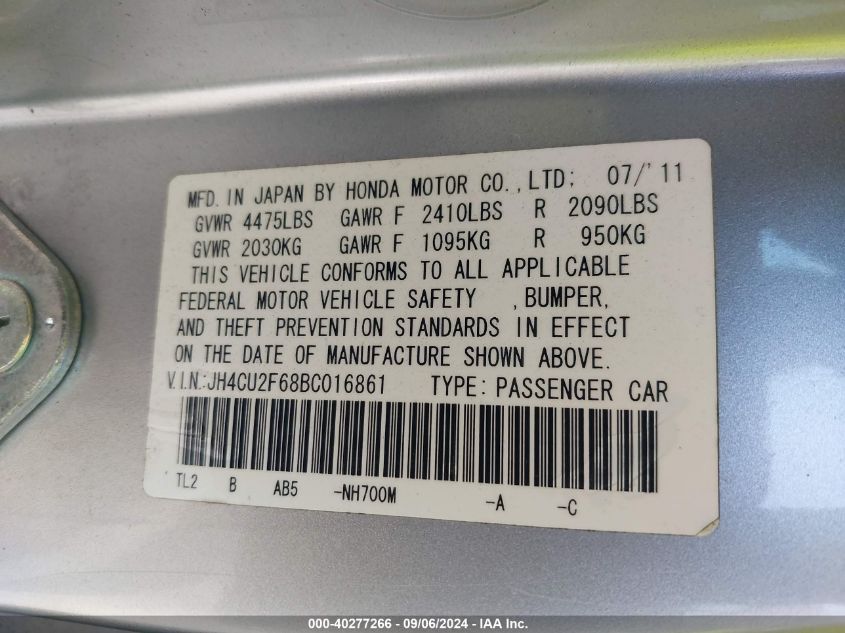 MFD. IN JAPAN BY HONDA MOTOR CO., LTD; 07/'11
GVWR 4475LBS GAWR F 2410LBS R 2090LBS
GVWR 2030KG GAWR F 1095KG R 950KG
THIS VEHICLE CONFORMS TO ALL APPLICABLE
FEDERAL MOTOR VEHICLE SAFETY , BUMPER,
AND THEFT PREVENTION STANDARDS IN EFFECT
ON THE DATE OF MANUFACTURE SHOWN ABOVE.
V.I.N.:JH4CU2F68BC016861 TYPE: PASSENGER CAR
TL2 B AB5 -NH700M -A -C
000-40277266 - 09/06/2024 - IAA Inc.